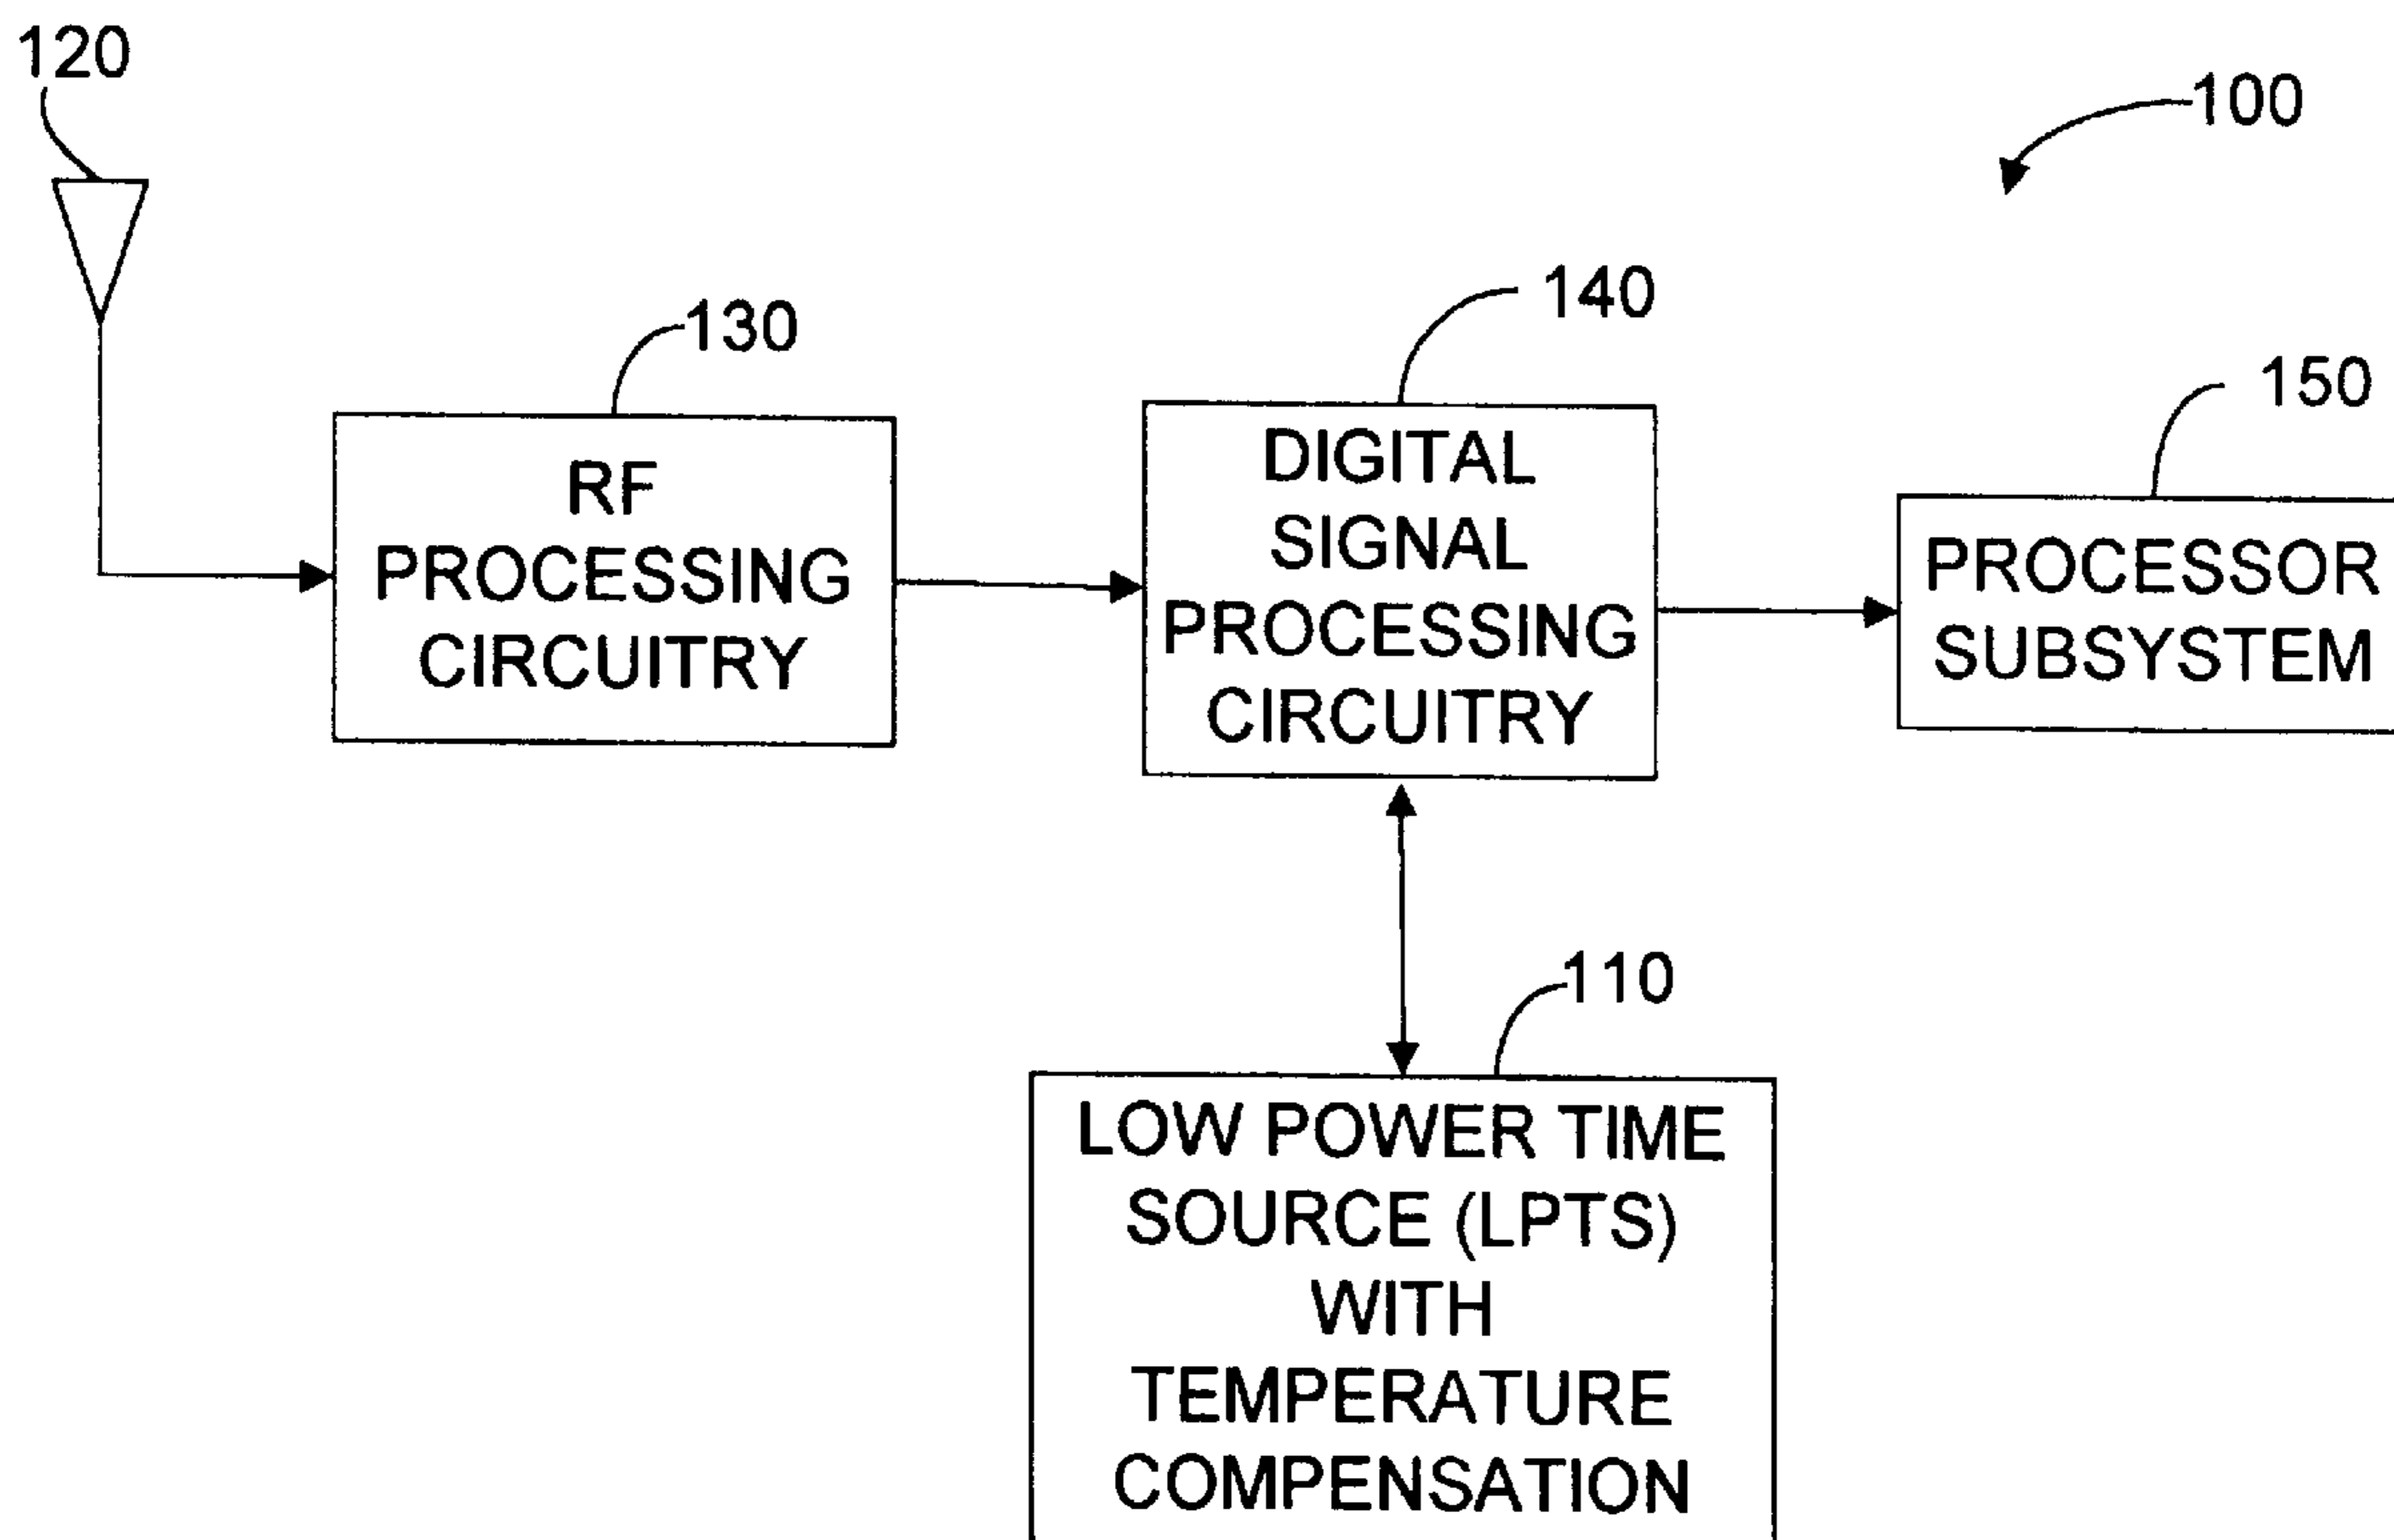 120
100
130
140
150
RF
PROCESSING
CIRCUITRY
DIGITAL
SIGNAL
PROCESSING
CIRCUITRY
PROCESSOR
SUBSYSTEM
110
LOW POWER TIME
SOURCE (LPTS)
WITH
TEMPERATURE
COMPENSATION